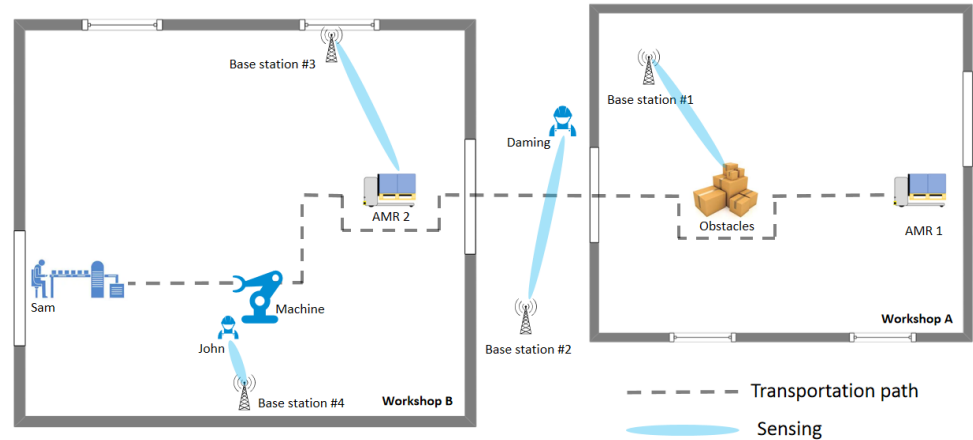 Base station #3
Base station #1
Daming
AMR 2
Obstacles
AMR 1
Sam
Machine
John
Base station #2
Workshop A
Base station #4
Workshop B
Transportation path
Sensing